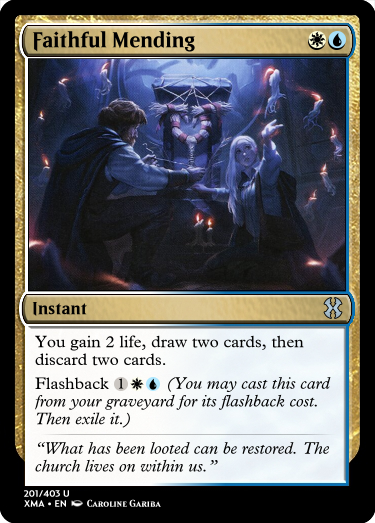 Faithful Mending
Instant
You gain 2 life, draw two cards, then
discard two cards.
Flashback 1 (You may cast this card
from your graveyard for its flashback cost.
Then exile it.)
“What has been looted can be restored. The
church lives on within us.”
201/403 U
XMA • EN Caroline Gariba